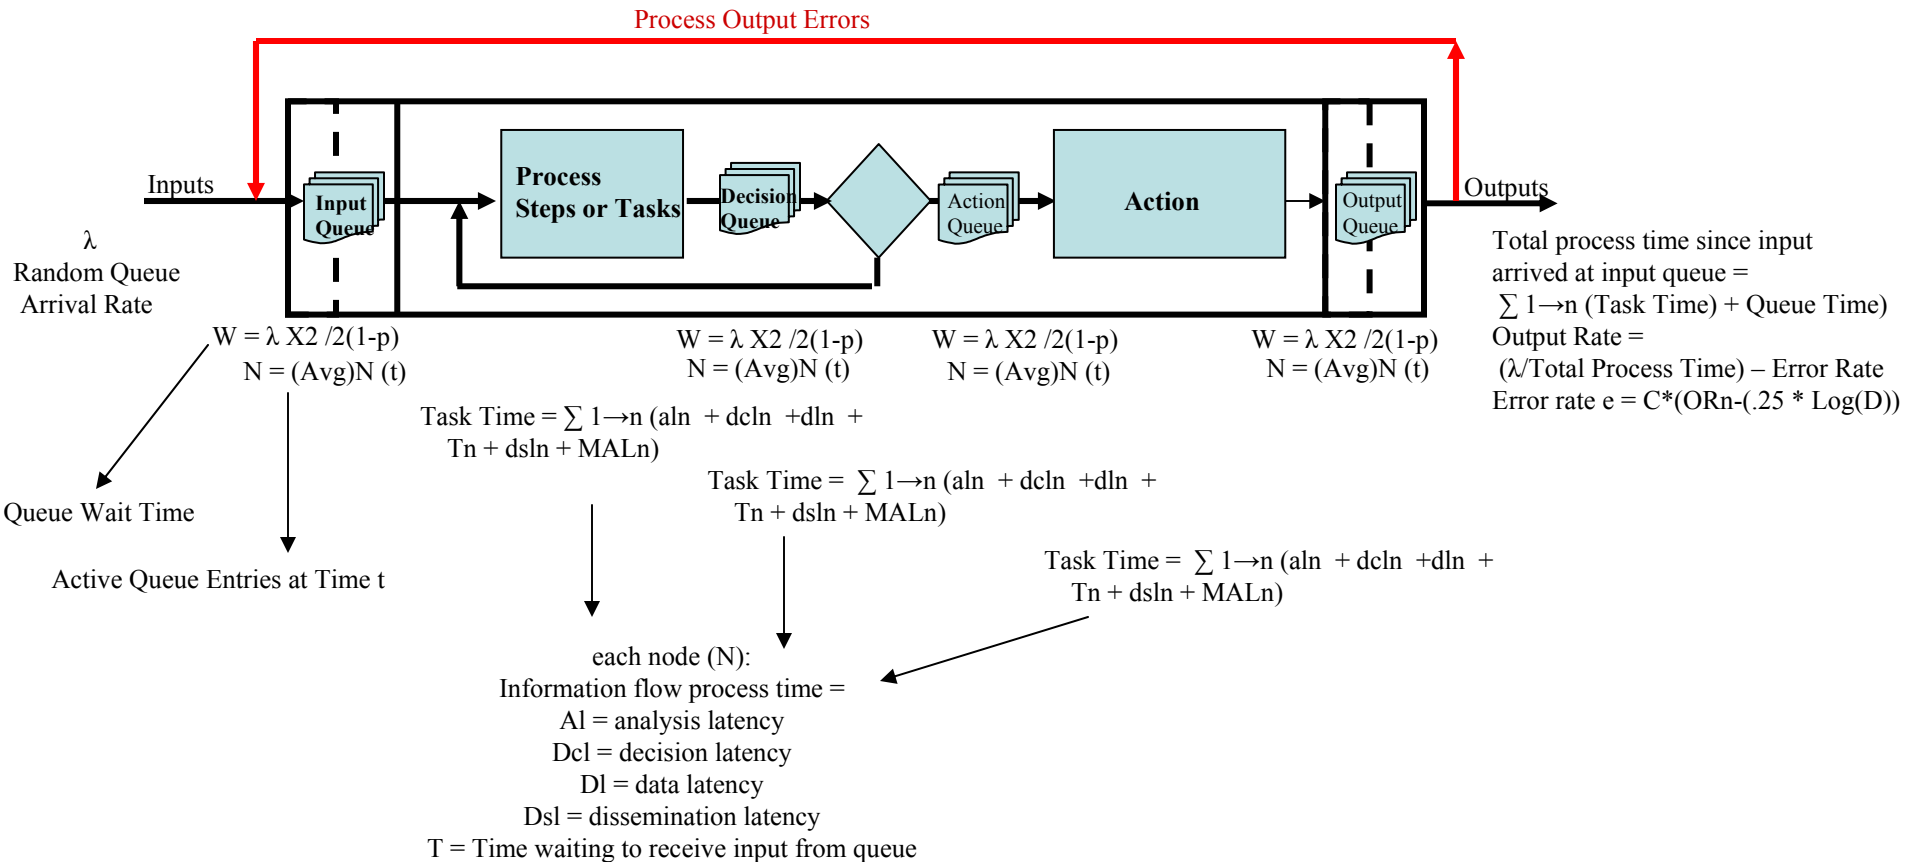 Process Output Errors
Inputs
Input
Queue
Process
Steps or Tasks
Decision
Queue
Action
Queue
Action
Output
Queue
Outputs
λ
Random Queue
Arrival Rate
Total process time since input
arrived at input queue =
∑ 1→n (Task Time) + Queue Time)
Output Rate =
(λ/Total Process Time) – Error Rate
Error rate e = C*(ORn-(.25 * Log(D))
W = λ X2 /2(1-p)
N = (Avg)N (t)
W = λ X2 /2(1-p)
N = (Avg)N (t)
W = λ X2 /2(1-p)
N = (Avg)N (t)
W = λ X2 /2(1-p)
N = (Avg)N (t)
Task Time = ∑ 1→n (aln + dcln +dln +
Tn + dsln + MALn)
Task Time = ∑ 1→n (aln + dcln +dln +
Tn + dsln + MALn)
Task Time = ∑ 1→n (aln + dcln +dln +
Tn + dsln + MALn)
Queue Wait Time
Active Queue Entries at Time t
each node (N):
Information flow process time =
Al = analysis latency
Dcl = decision latency
Dl = data latency
Dsl = dissemination latency
T = Time waiting to receive input from queue